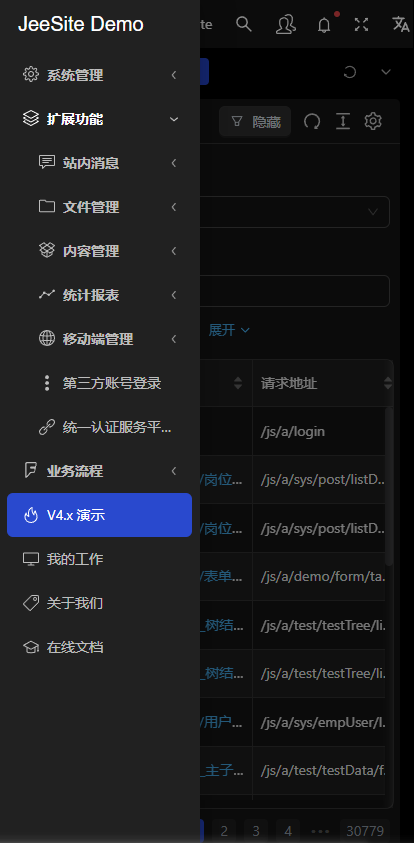 JeeSite Demo
te
系统管理
扩展功能
隐藏
站内消息
文件管理
内容管理
统计报表
展开
移动端管理
第三方账号登录
请求地址
统一认证服务平...
/js/a/login
业务流程
/岗位...
/js/a/sys/post/listD...
V4.x 演示
/岗位...
/js/a/sys/post/listD...
我的工作
/表单...
/js/a/demo/form/ta...
关于我们
_树结...
/js/a/test/testTree/li...
在线文档
_树结...
/js/a/test/testTree/li...
/用户...
/js/a/sys/empUser/l...
_主子...
/js/a/test/testData/f...
2 3 4 ••• 30779